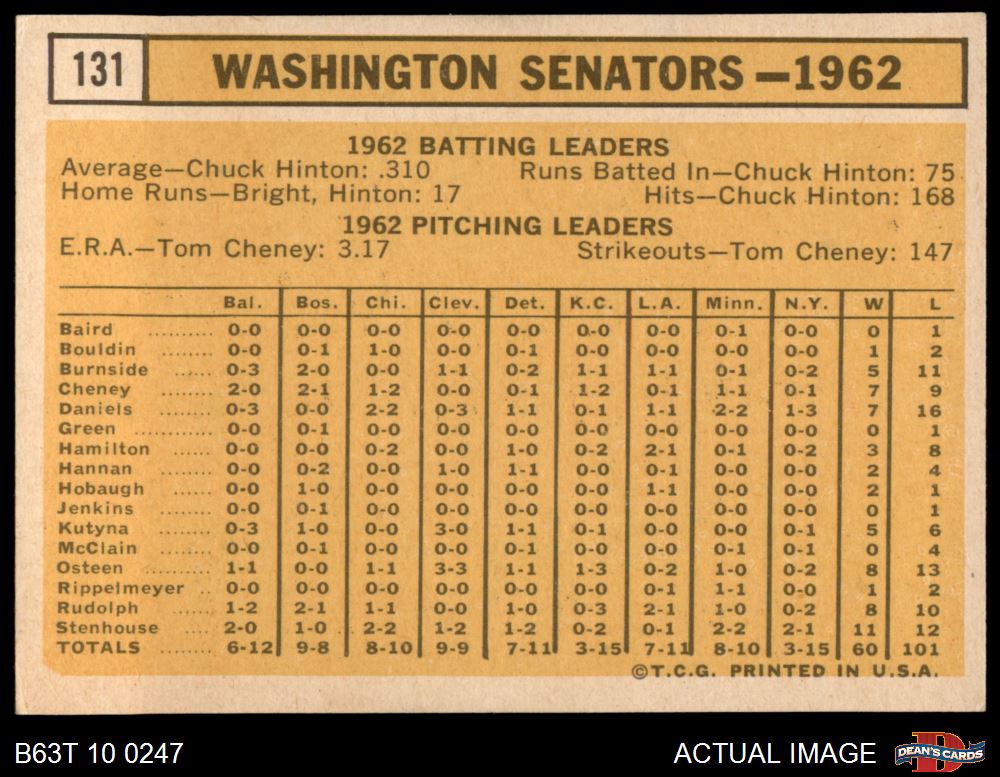 131 WASHINGTON SENATORS—1962
1962 BATTING LEADERS
Average—Chuck Hinton: .310 Runs Batted In—Chuck Hinton: 75
Home Runs—Bright, Hinton: 17 Hits—Chuck Hinton: 168
1962 PITCHING LEADERS
E.R.A.—Tom Cheney: 3.17 Strikeouts—Tom Cheney: 147
Bal. Bos. Chi. Clev. Det. K.C. L.A. Minn. N.Y. W L
Baird .......... 0-0 0-0 0-0 0-0 0-0 0-0 0-0 0-1 0-0 0 1
Bouldin ........ 0-0 0-1 1-0 0-0 0-1 0-0 0-0 0-0 0-0 1 2
Burnside ...... 0-3 2-0 0-0 1-1 0-2 1-1 1-1 0-1 0-2 5 11
Cheney ........ 2-0 2-1 1-2 0-0 0-1 1-2 0-1 1-1 0-1 7 9
Daniels ........ 0-3 0-0 2-2 0-3 1-1 0-1 1-1 2-2 1-3 7 16
Green ............ 0-0 0-1 0-0 0-0 0-0 0-0 0-0 0-0 0-0 0 1
Hamilton ...... 0-0 0-0 0-2 0-0 1-0 0-2 2-1 0-1 0-2 3 8
Hannan ........ 0-0 0-2 0-0 1-0 1-1 0-0 0-1 0-0 0-0 2 4
Hobaugh ...... 0-0 1-0 0-0 0-0 0-0 0-0 1-1 0-0 0-0 2 1
Jenkins ........ 0-0 0-1 0-0 0-0 0-0 0-0 0-0 0-0 0-0 0 1
Kutyna ........ 0-3 1-0 0-0 3-0 1-1 0-1 0-0 0-0 0-1 5 6
McClain ........ 0-0 0-1 0-0 0-0 0-1 0-0 0-0 0-1 0-1 0 4
Osteen .......... 1-1 0-0 1-1 3-3 1-1 1-3 0-2 1-0 0-2 8 13
Rippelmeyer .. 0-0 0-0 0-0 0-0 0-0 0-0 0-1 1-1 0-0 1 2
Rudolph ...... 1-2 2-1 1-1 0-0 1-0 0-3 2-1 1-0 0-2 8 10
Stenhouse .... 2-0 1-0 2-2 1-2 1-2 0-2 0-1 2-2 2-1 11 12
TOTALS ........ 6-12 9-8 8-10 9-9 7-11 3-15 7-11 8-10 3-15 60 101
©T.C.G. PRINTED IN U.S.A.
B63T 10 0247 ACTUAL IMAGE D DEAN'S CARDS